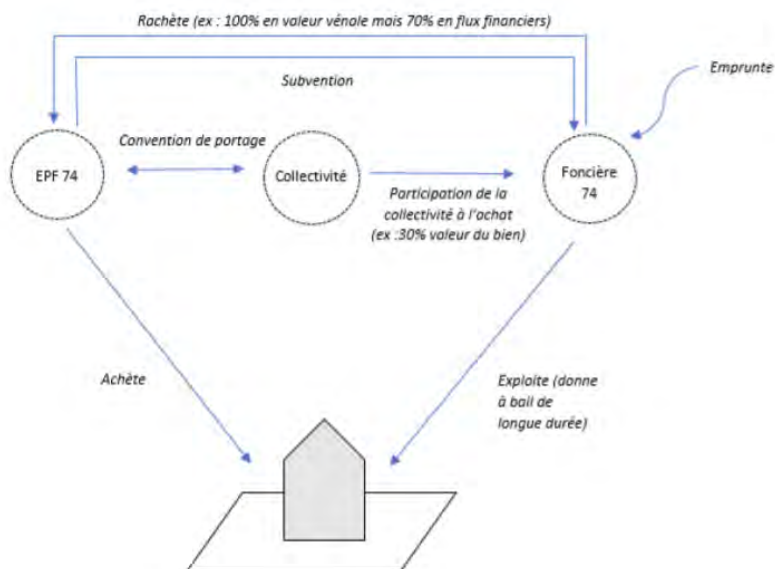 Rachète (ex : 100% en valeur vénale mais 70% en flux financiers)
Subvention
Emprunte
Convention de portage
EPF 74
Collectivité
Foncière
74
Participation de la
collectivité à l'achat
(ex :30% valeur du bien)
Achète
Exploite (donne
à bail de
longue durée)